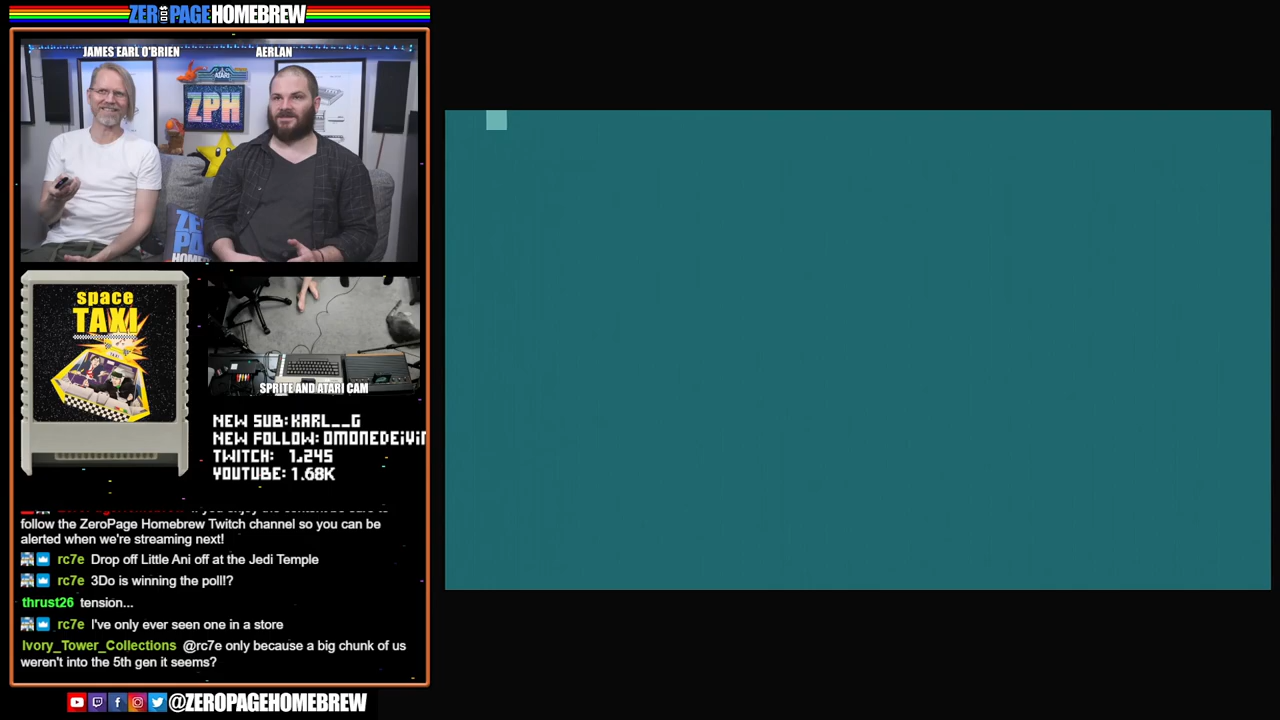 ZER PAGE HOMEBREW
JAMES EARL O'BRIEN
AERLAN
ATARI
ZPH
space
TAXI
TAXI
SPRITE AND ATARI CAM
NEW SUB: KARL__G
NEW FOLLOW: OMONEDEIYIN
TWITCH: 1,245
YOUTUBE: 1.68K
follow the ZeroPage Homebrew Twitch channel so you can be
alerted when we're streaming next!
rc7e Drop off Little Ani off at the Jedi Temple
rc7e 3Do is winning the poll!?
thrust26 tension...
rc7e I've only ever seen one in a store
Ivory_Tower_Collections @rc7e only because a big chunk of us
weren't into the 5th gen it seems?
@ZEROPAGEHOMEBREW